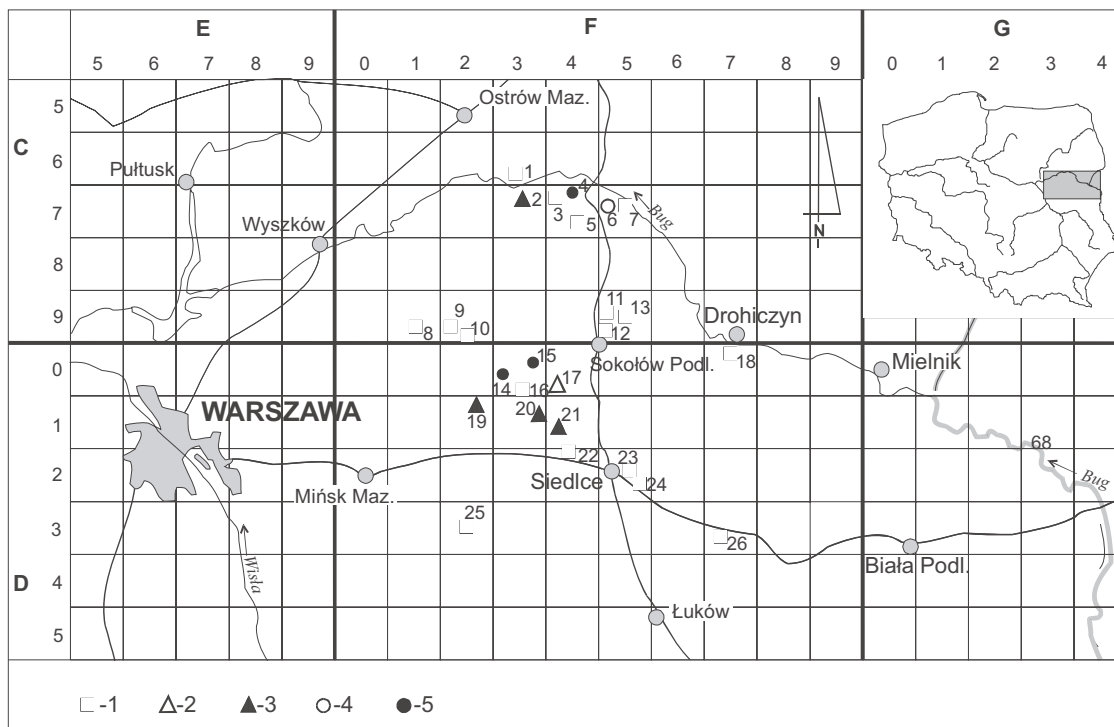 E F G
5 6 7 8 9 0 1 2 3 4 5 6 7 8 9 0 1 2 3 4
C
5
Ostrów Maz.
6
Pułtusk
1
7
2 3 4 5 6 7
Bug
N
Wyszków
8
9
8 9 10 11 12 13
Drohiczyn
0
Sokołów Podl.
18
Mielnik
14 15 16 17
WARSZAWA
1
19 20 21
68
Bug
2
22 23 24
Siedlce
Mińsk Maz.
3
25 26
Wisła
Biała Podl.
D
4
Łuków
5
-1 -2 -3 -4 -5